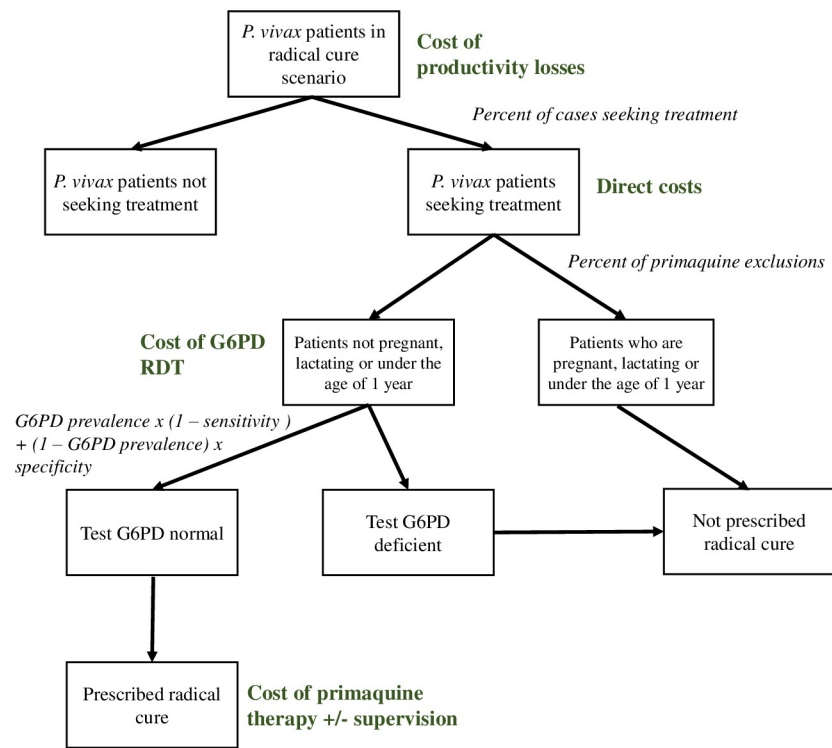 P. vivax patients in
radical cure
scenario
Cost of
productivity losses
Percent of cases seeking treatment
P. vivax patients not
seeking treatment
P. vivax patients
seeking treatment
Direct costs
Percent of primaquine exclusions
Cost of G6PD
RDT
Patients not pregnant,
lactating or under the
age of 1 year
Patients who are
pregnant, lactating or
under the age of 1 year
G6PD prevalence x (1 – sensitivity )
+ (1 – G6PD prevalence) x
specificity
Test G6PD normal
Test G6PD
deficient
Not prescribed
radical cure
Prescribed radical
cure
Cost of primaquine
therapy +/- supervision